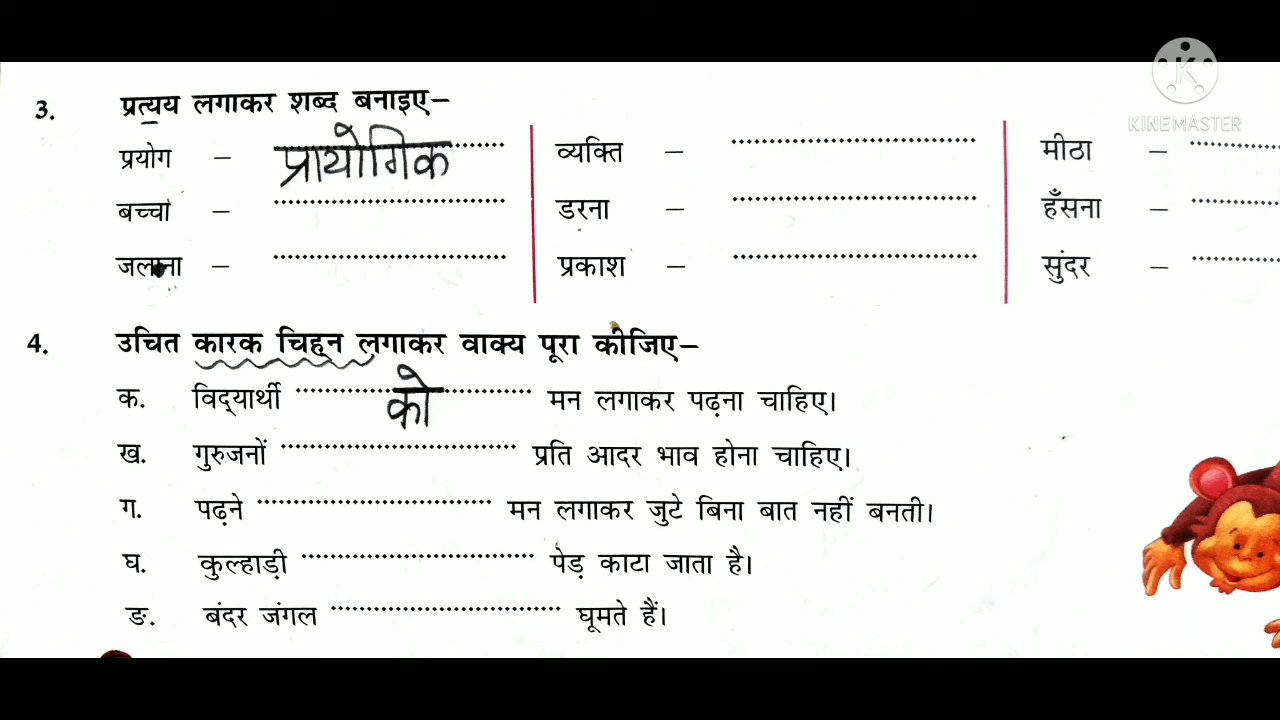 KINEMASTER
3. प्रत्यय लगाकर शब्द बनाइए–
प्रयोग – प्रायोगिक व्यक्ति – मीठा –
बच्चा – डरना – हँसना –
जलाना – प्रकाश – सुंदर –
4. उचित कारक चिह्न लगाकर वाक्य पूरा कीजिए–
क. विद्यार्थी को मन लगाकर पढ़ना चाहिए।
ख. गुरुजनों प्रति आदर भाव होना चाहिए।
ग. पढ़ने मन लगाकर जुटे बिना बात नहीं बनती।
घ. कुल्हाड़ी पेड़ काटा जाता है।
ङ. बंदर जंगल घूमते हैं।